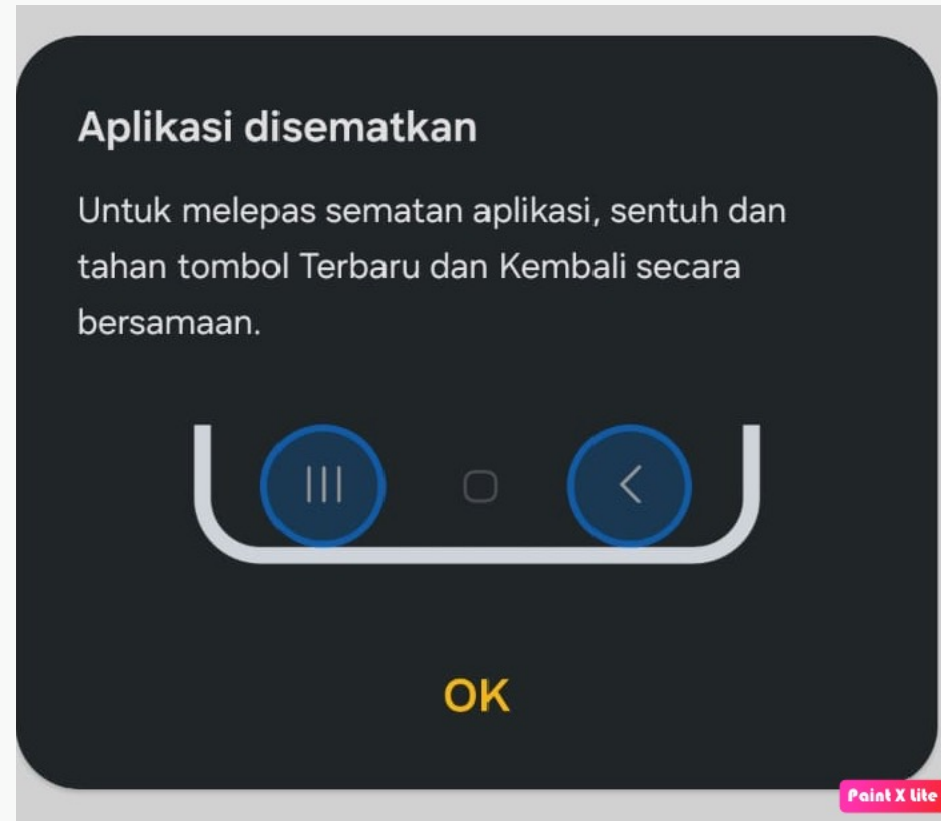 Aplikasi disematkan
Untuk melepas sematan aplikasi, sentuh dan
tahan tombol Terbaru dan Kembali secara
bersamaan.
OK
Paint X Lite